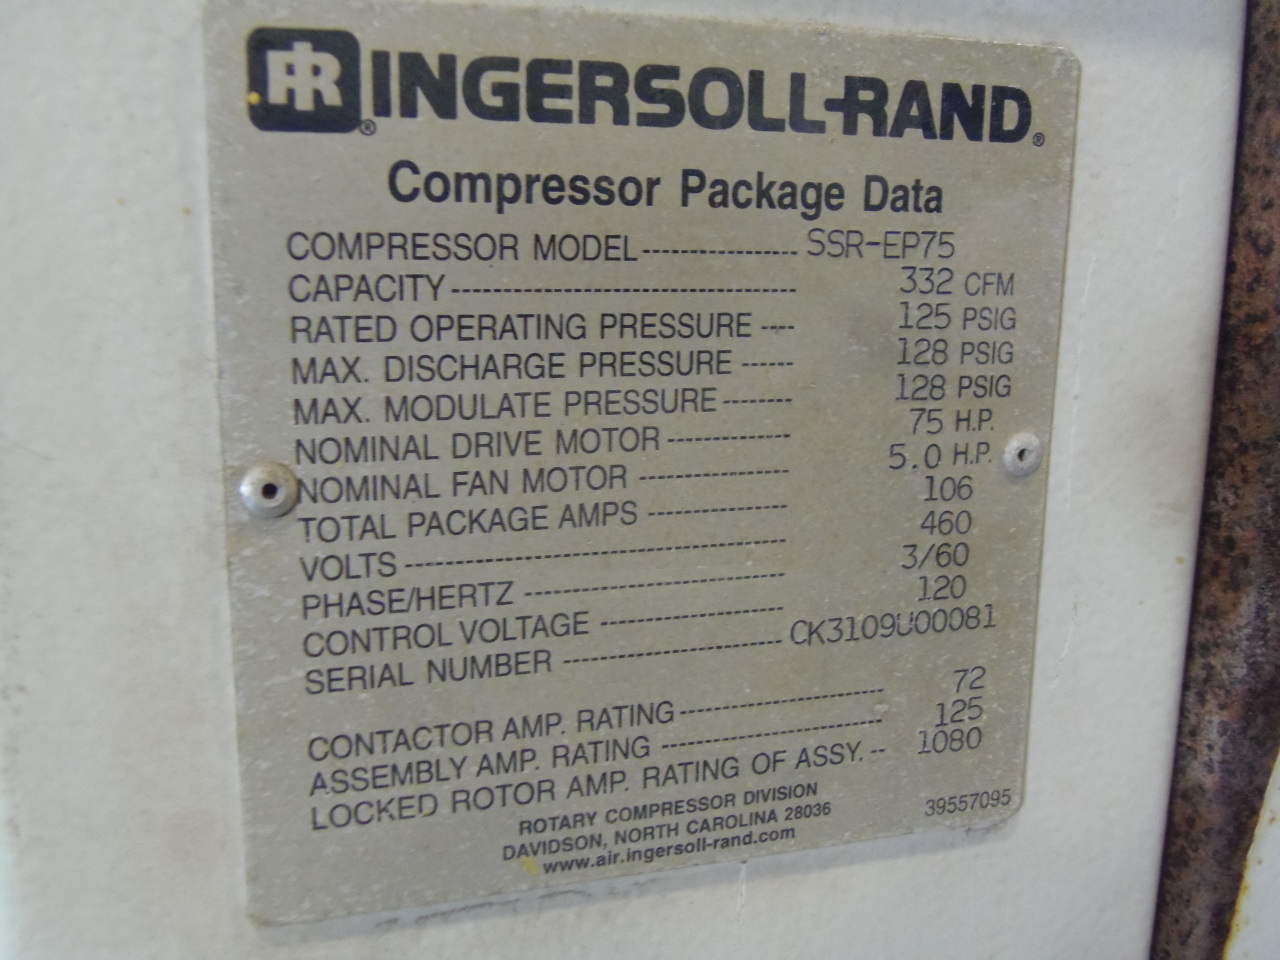 IR® INGERSOLL-RAND®
Compressor Package Data
COMPRESSOR MODEL---------------- SSR-EP75
CAPACITY----------------------------------- 332 CFM
RATED OPERATING PRESSURE ---- 125 PSIG
MAX. DISCHARGE PRESSURE ------ 128 PSIG
MAX. MODULATE PRESSURE-------- 128 PSIG
NOMINAL DRIVE MOTOR -------------- 75 H.P.
NOMINAL FAN MOTOR ----------------- 5.0 H.P.
TOTAL PACKAGE AMPS ---------------- 106
VOLTS ------------------------------------------- 460
PHASE/HERTZ ----------------------------- 3/60
CONTROL VOLTAGE -------------------- 120
SERIAL NUMBER ------------------------ CK3109U00081
CONTACTOR AMP. RATING----------------------- 72
ASSEMBLY AMP. RATING ------------------------- 125
LOCKED ROTOR AMP. RATING OF ASSY. -- 1080
ROTARY COMPRESSOR DIVISION
DAVIDSON, NORTH CAROLINA 28036
www.air.ingersoll-rand.com
39557095